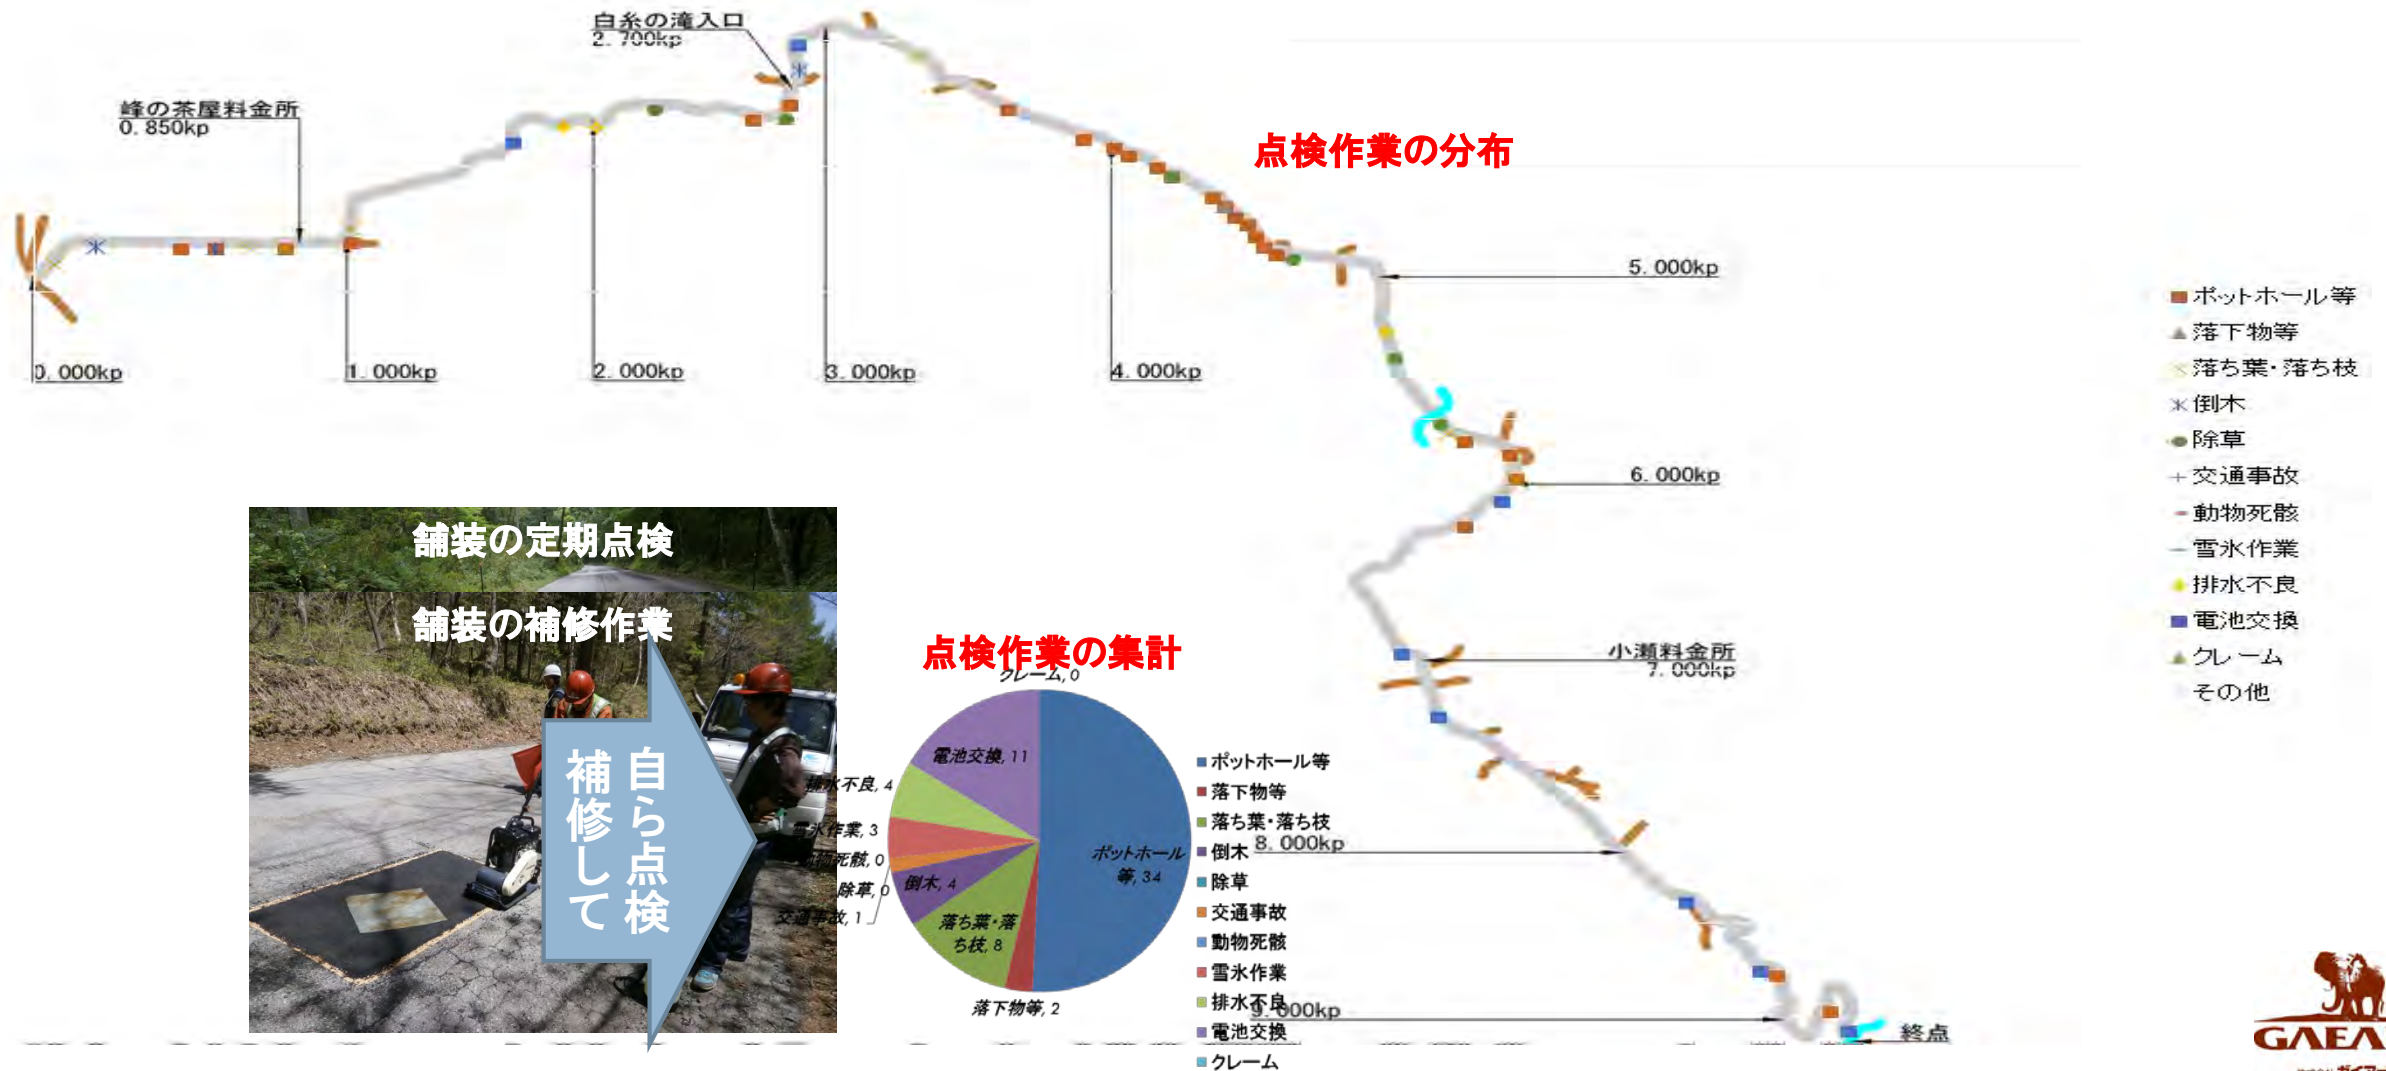 白糸の滝入口
2.700kp
峰の茶屋料金所
0.850kp
点検作業の分布
5.000kp
0.000kp
1.000kp
2.000kp
3.000kp
4.000kp
6.000kp
小瀬料金所
7.000kp
8.000kp
9.000kp
終点
ポットホール等
落下物等
落ち葉・落ち枝
倒木
除草
交通事故
動物死骸
雪氷作業
排水不良
電池交換
クレーム
その他
舗装の定期点検
舗装の補修作業
自ら点検
補修して
点検作業の集計
クレーム, 0
電池交換, 11
排水不良, 4
雪氷作業, 3
動物死骸, 0
除草, 0
交通事故, 1
倒木, 4
落ち葉・落
ち枝, 8
落下物等, 2
ポットホール
等, 34
ポットホール等
落下物等
落ち葉・落ち枝
倒木
除草
交通事故
動物死骸
雪氷作業
排水不良
電池交換
クレーム
GAEA